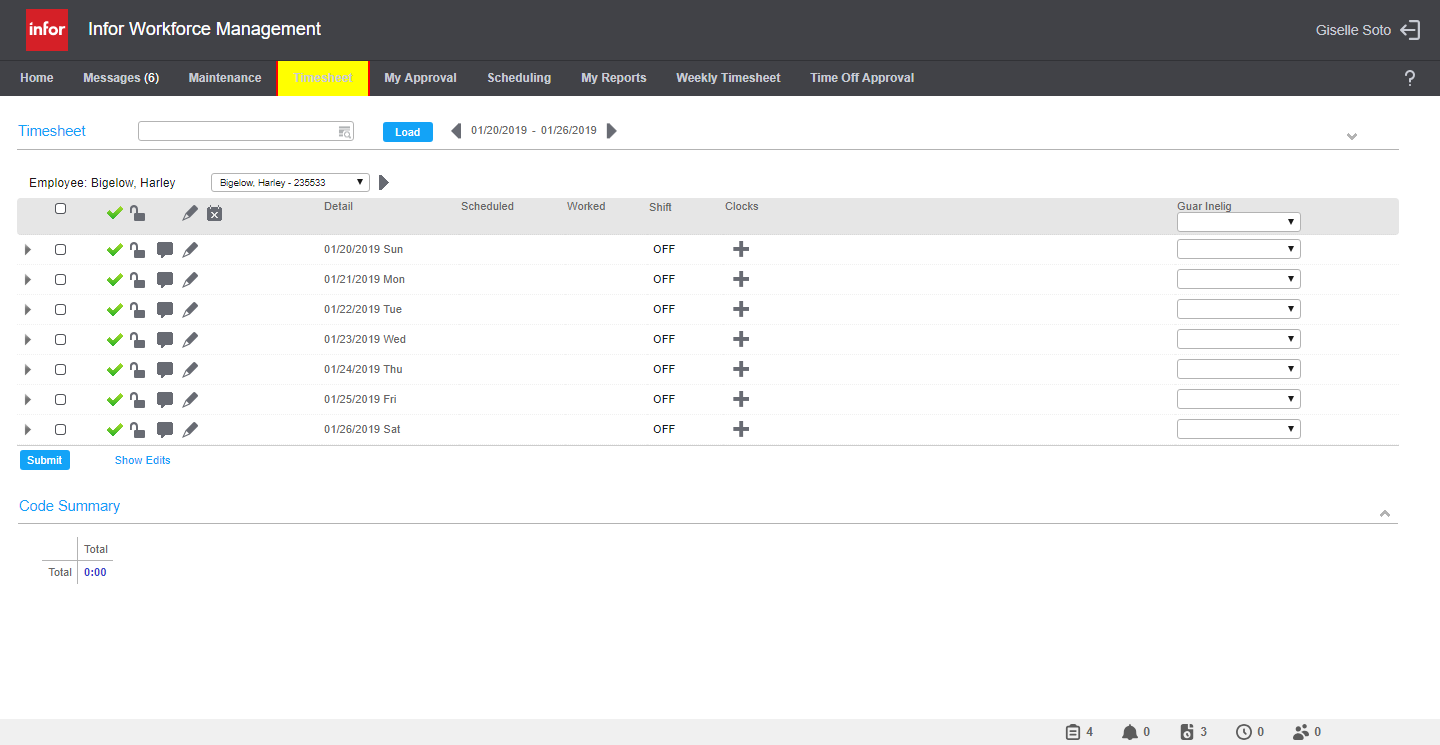 infor Infor Workforce Management Giselle Soto
Home Messages (6) Maintenance Timesheet My Approval Scheduling My Reports Weekly Timesheet Time Off Approval ?
Timesheet Load 01/20/2019 - 01/26/2019
Employee: Bigelow, Harley Bigelow, Harley - 235533
Detail Scheduled Worked Shift Clocks Guar Inelig
01/20/2019 Sun OFF
01/21/2019 Mon OFF
01/22/2019 Tue OFF
01/23/2019 Wed OFF
01/24/2019 Thu OFF
01/25/2019 Fri OFF
01/26/2019 Sat OFF
Submit Show Edits
Code Summary
Total
Total 0:00
4 0 3 0 0